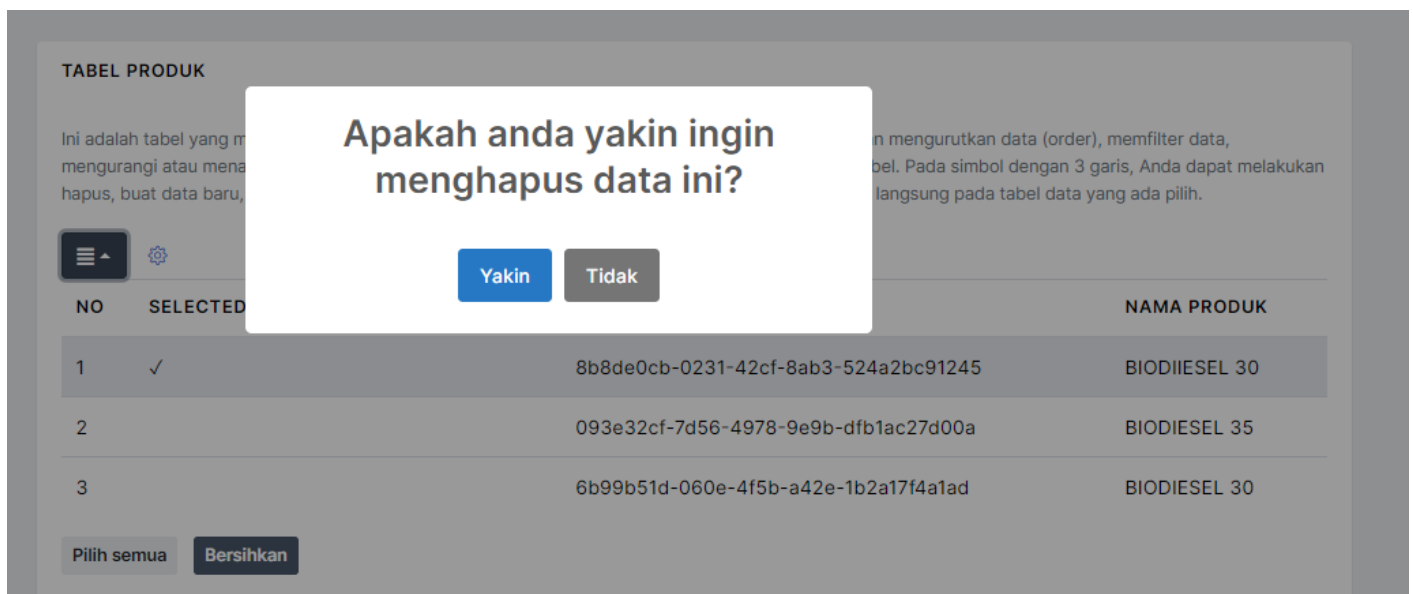 TABEL PRODUK
Apakah anda yakin ingin
menghapus data ini?
Ini adalah tabel yang n mengurutkan data (order), memfilter data,
mengurangi atau bel. Pada simbol dengan 3 garis, Anda dapat melakukan
hapus, buat data baru, langsung pada tabel data yang ada pilih.
Yakin Tidak
NO SELECTED NAMA PRODUK
1 ✓ 8b8de0cb-0231-42cf-8ab3-524a2bc91245 BIODIIESEL 30
2 093e32cf-7d56-4978-9e9b-dfb1ac27d00a BIODIESEL 35
3 6b99b51d-060e-4f5b-a42e-1b2a17f4a1ad BIODIESEL 30
Pilih semua Bersihkan